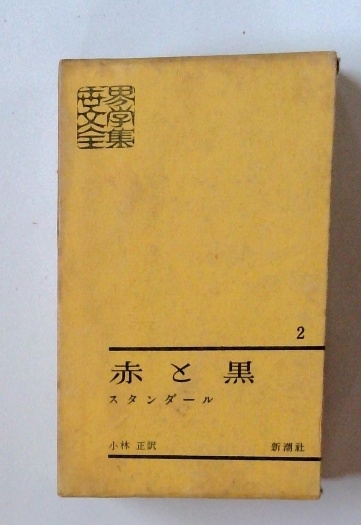 世界文学全集
2
赤と黒
スタンダール
小林 正訳
新潮社